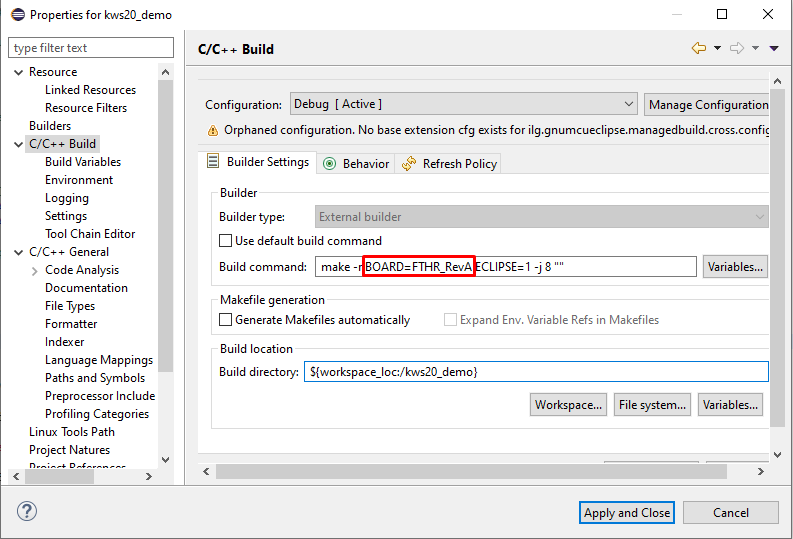 Properties for kws20_demo
type filter text
C/C++ Build
Resource
Linked Resources
Resource Filters
Builders
C/C++ Build
Build Variables
Environment
Logging
Settings
Tool Chain Editor
C/C++ General
Code Analysis
Documentation
File Types
Formatter
Indexer
Language Mappings
Paths and Symbols
Preprocessor Include
Profiling Categories
Linux Tools Path
Project Natures
Project References
Configuration:
Debug [ Active ]
Manage Configuration
Orphaned configuration. No base extension cfg exists for ilg.gnumcueclipse.managedbuild.cross.config
Builder Settings
Behavior
Refresh Policy
Builder
Builder type:
External builder
Use default build command
Build command:
make -r BOARD=FTHR_RevA ECLIPSE=1 -j 8 ""
Variables...
Makefile generation
Generate Makefiles automatically
Expand Env. Variable Refs in Makefiles
Build location
Build directory:
${workspace_loc:/kws20_demo}
Workspace...
File system...
Variables...
?
Apply and Close
Cancel